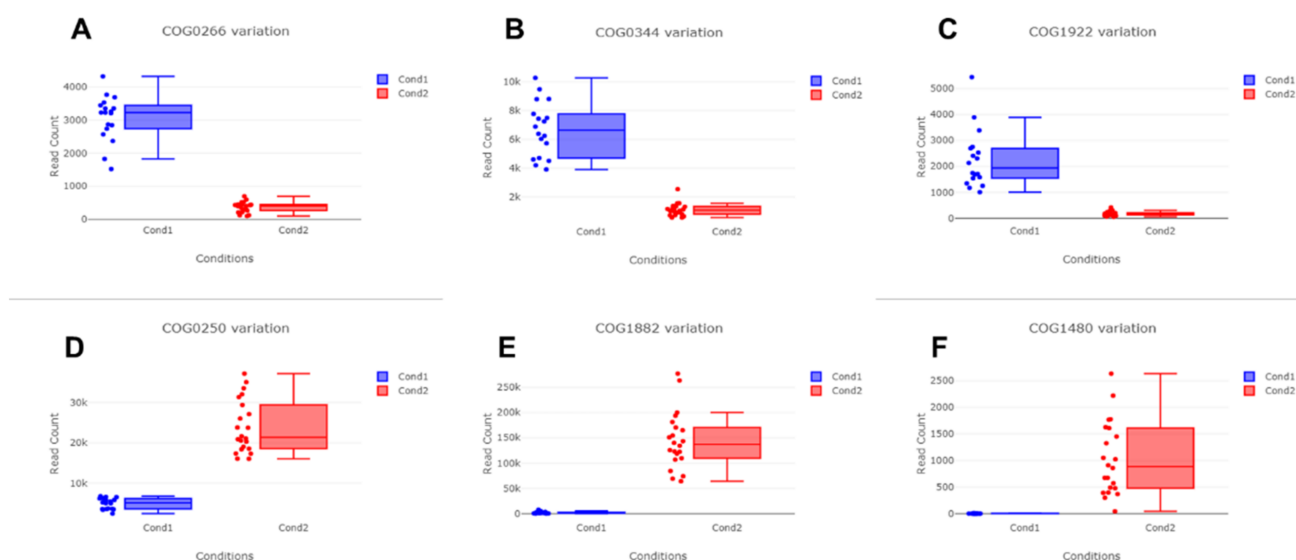 A
COG0266 variation
Cond1
Cond2
4000
3000
2000
1000
0
Read Count
Cond1
Cond2
Conditions
B
COG0344 variation
Cond1
Cond2
10k
8k
6k
4k
2k
Read Count
Cond1
Cond2
Conditions
C
COG1922 variation
Cond1
Cond2
5000
4000
3000
2000
1000
0
Read Count
Cond1
Cond2
Conditions
D
COG0250 variation
Cond1
Cond2
30k
20k
10k
Read Count
Cond1
Cond2
Conditions
E
COG1882 variation
Cond1
Cond2
250k
200k
150k
100k
50k
0
Read Count
Cond1
Cond2
Conditions
F
COG1480 variation
Cond1
Cond2
2500
2000
1500
1000
500
0
Read Count
Cond1
Cond2
Conditions